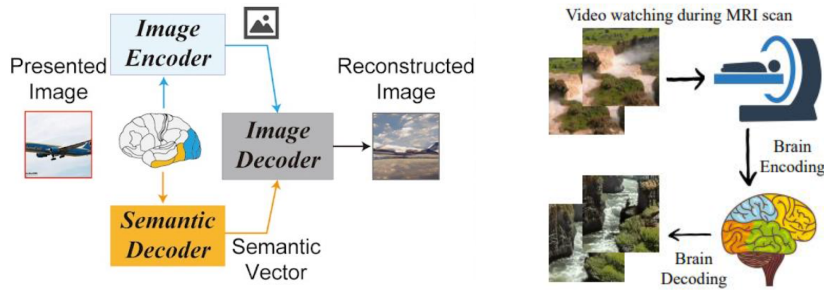 Image
Encoder
Presented
Image
Reconstructed
Image
Image
Decoder
Semantic
Decoder
Semantic
Vector
Video watching during MRI scan
Brain
Encoding
Brain
Decoding